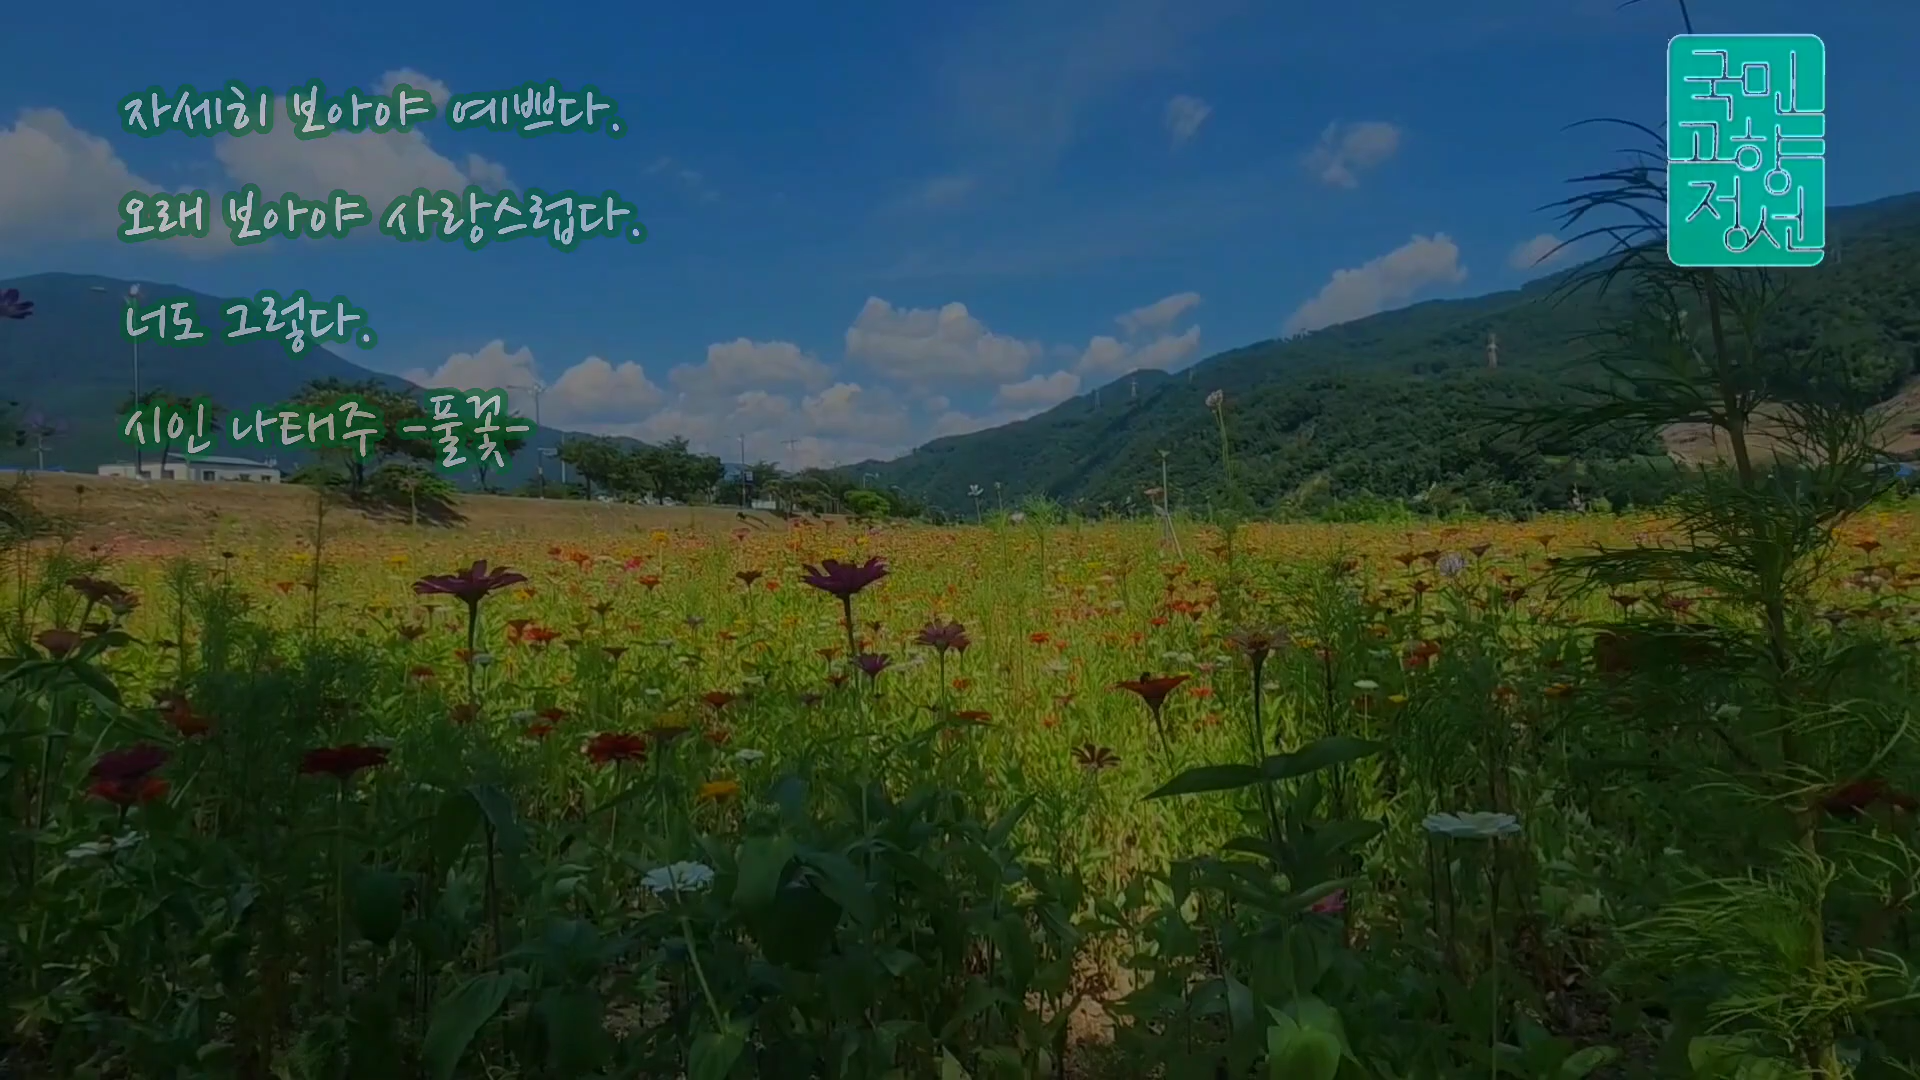 자세히 보아야 예쁘다.
오래 보아야 사랑스럽다.
너도 그렇다.
시인 나태주 -풀꽃-
국민
고향
정선